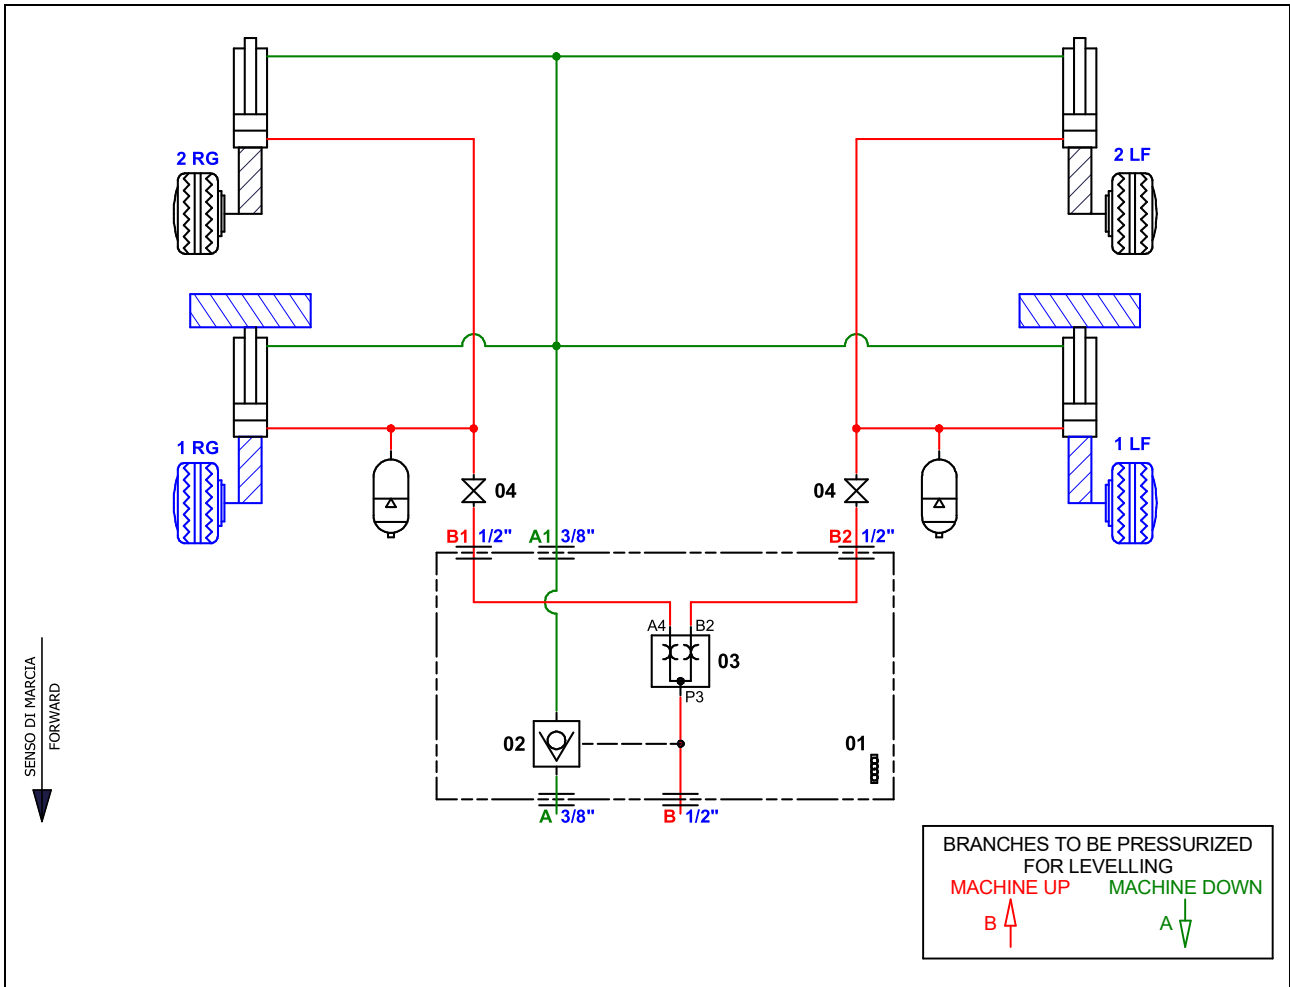 2 RG
2 LF
1 RG
1 LF
04
04
B1 1/2"
A1 3/8"
B2 1/2"
A4
B2
03
P3
02
01
A 3/8"
B 1/2"
SENSO DI MARCIA
FORWARD
BRANCHES TO BE PRESSURIZED
FOR LEVELLING
MACHINE UP
MACHINE DOWN
B
A